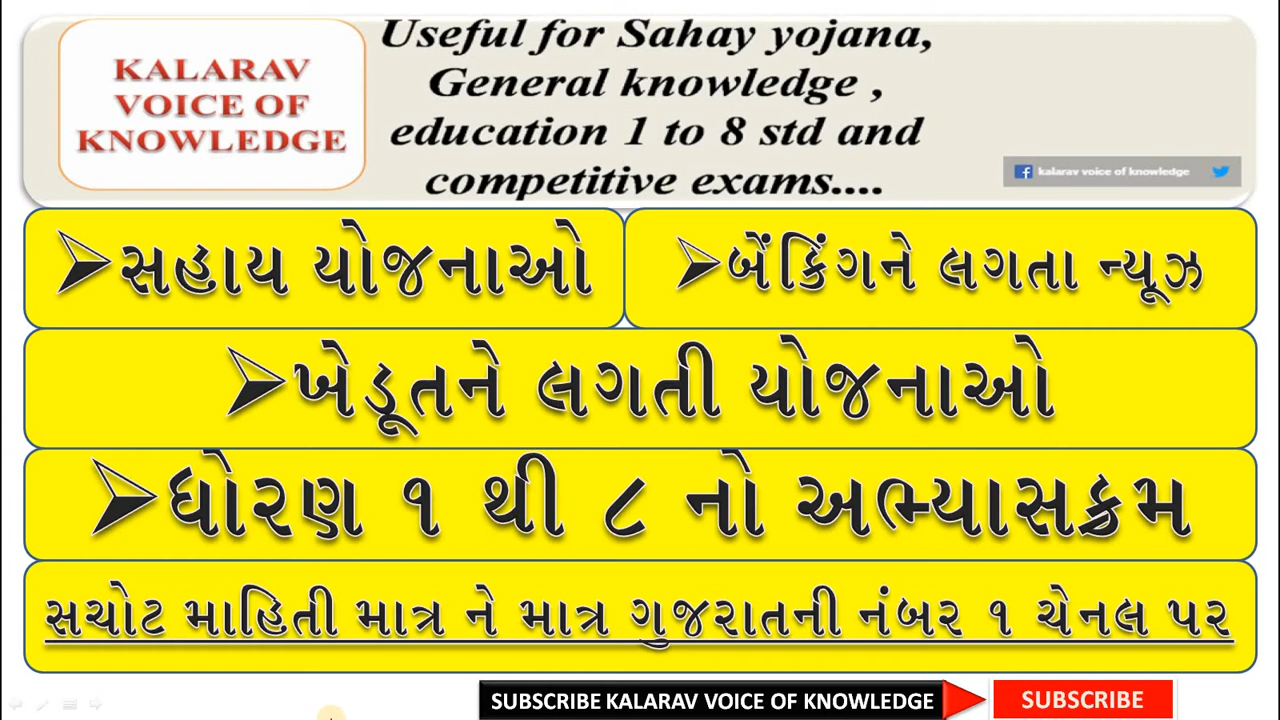 KALARAV
VOICE OF
KNOWLEDGE
Useful for Sahay yojana,
General knowledge ,
education 1 to 8 std and
competitive exams....
kalarav voice of knowledge
➢સહાય યોજનાઓ
➢બેંકિંગને લગતા ન્યૂઝ
➢ખેડૂતને લગતી યોજનાઓ
➢ધોરણ ૧ થી ૮ નો અભ્યાસક્રમ
સચોટ માહિતી માત્ર ને માત્ર ગુજરાતની નંબર ૧ ચેનલ પર
SUBSCRIBE KALARAV VOICE OF KNOWLEDGE
SUBSCRIBE